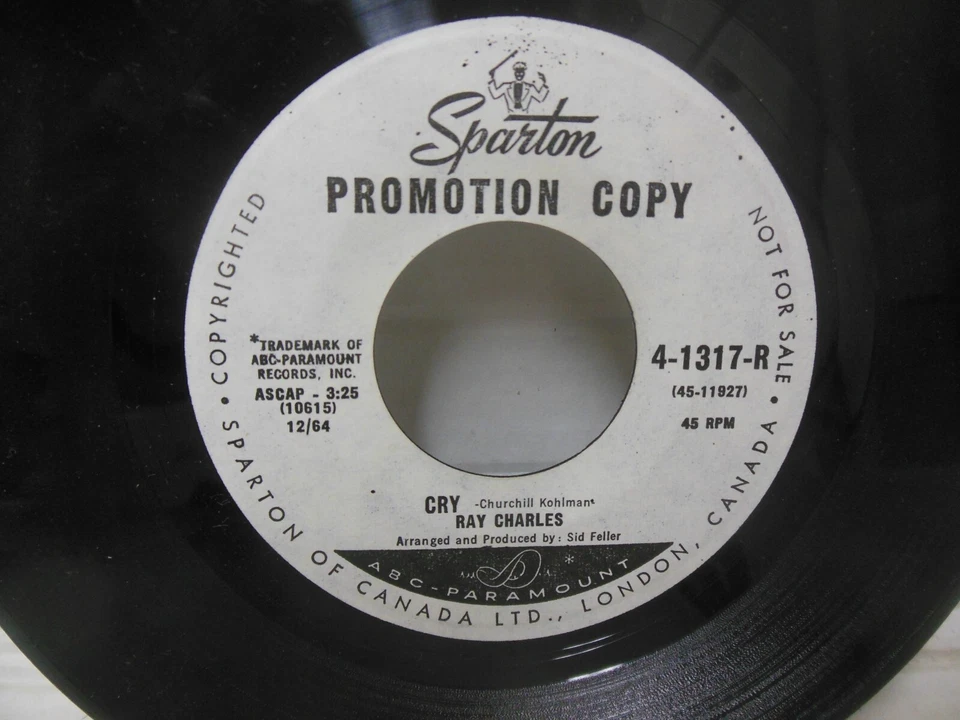 Sparton
PROMOTION COPY
COPYRIGHTED
NOT FOR SALE
*TRADEMARK OF
ABC-PARAMOUNT
RECORDS, INC.
ASCAP - 3:25
(10615)
12/64
4-1317-R
(45-11927)
45 RPM
CRY -Churchill Kohlman*
RAY CHARLES
Arranged and Produced by: Sid Feller
*
ABC-PARAMOUNT
• SPARTON OF CANADA LTD., LONDON, CANADA •